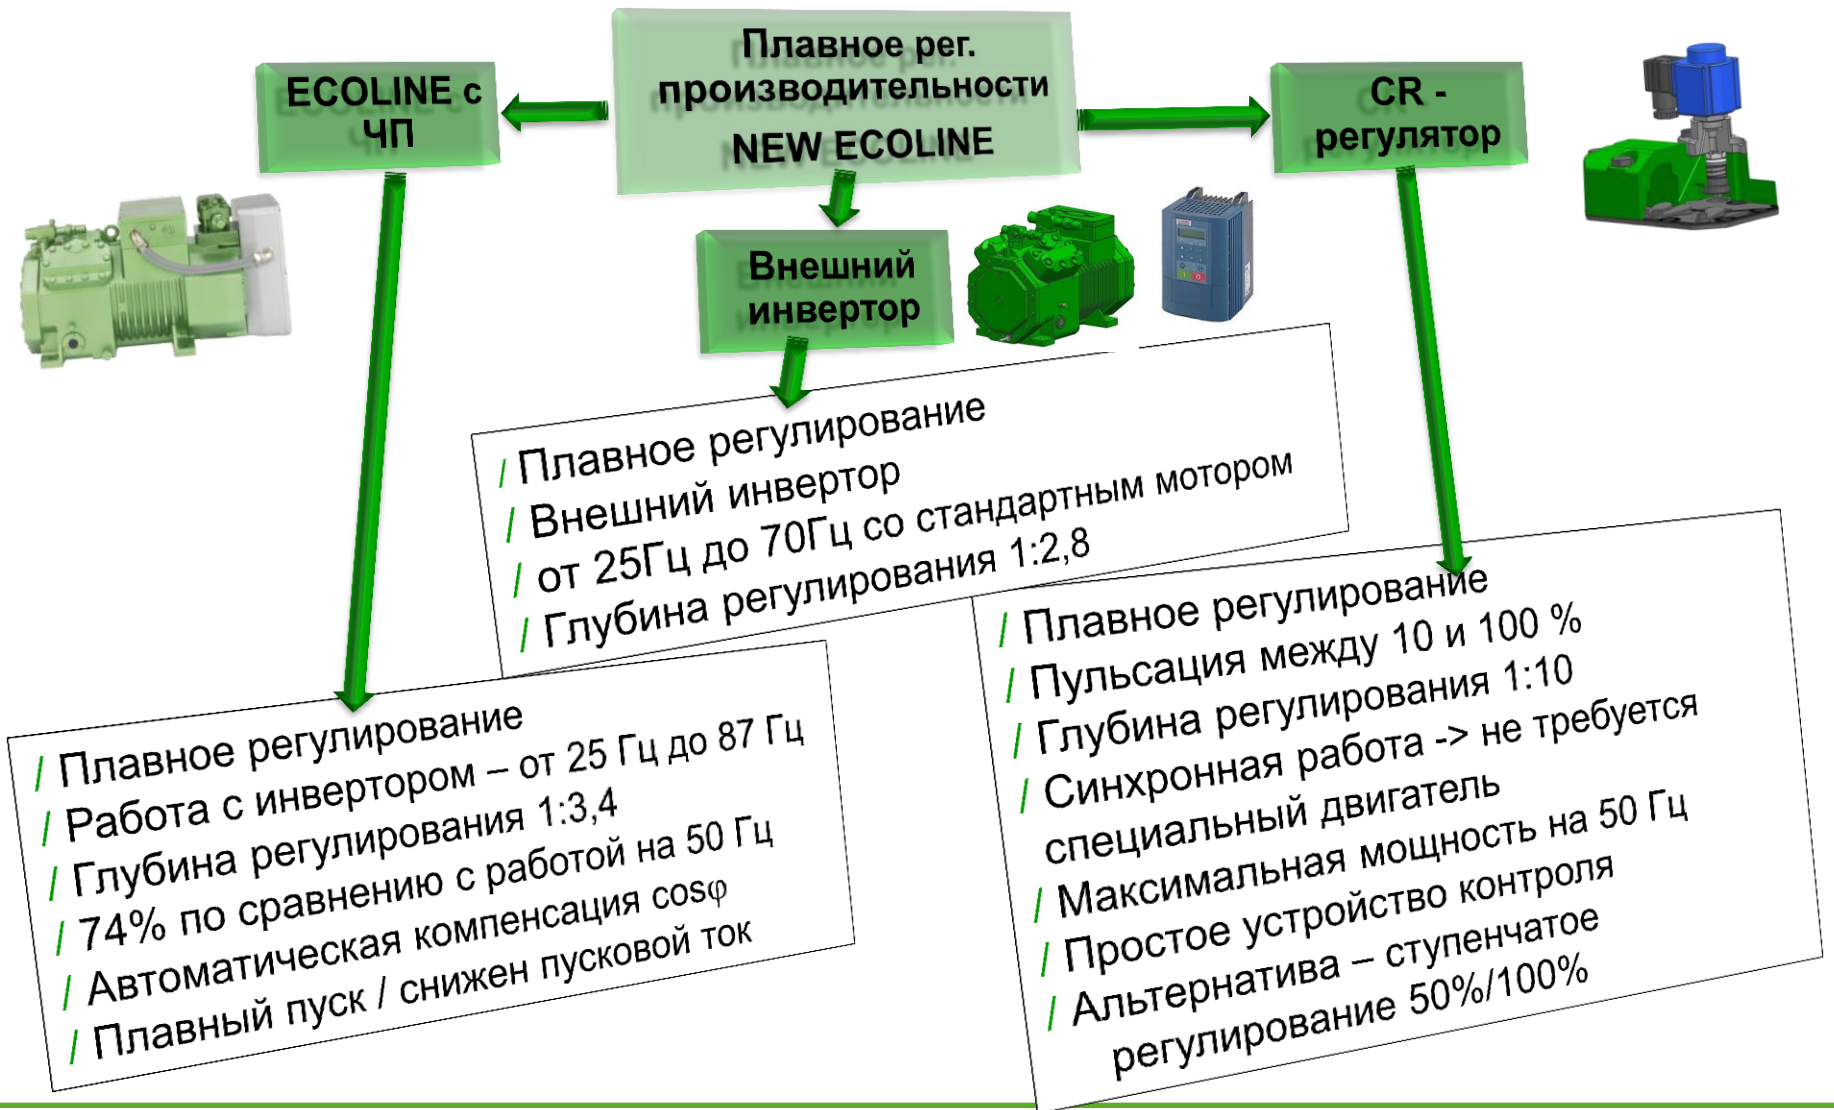 Плавное рег.
производительности
NEW ECOLINE
ECOLINE с
ЧП
CR -
регулятор
Внешний
инвертор
/ Плавное регулирование
/ Внешний инвертор
/ от 25Гц до 70Гц со стандартным мотором
/ Глубина регулирования 1:2,8
/ Плавное регулирование
/ Работа с инвертором – от 25 Гц до 87 Гц
/ Глубина регулирования 1:3,4
/ 74% по сравнению с работой на 50 Гц
/ Автоматическая компенсация cosφ
/ Плавный пуск / снижен пусковой ток
/ Плавное регулирование
/ Пульсация между 10 и 100 %
/ Глубина регулирования 1:10
/ Синхронная работа -> не требуется
специальный двигатель
/ Максимальная мощность на 50 Гц
/ Простое устройство контроля
/ Альтернатива – ступенчатое
регулирование 50%/100%